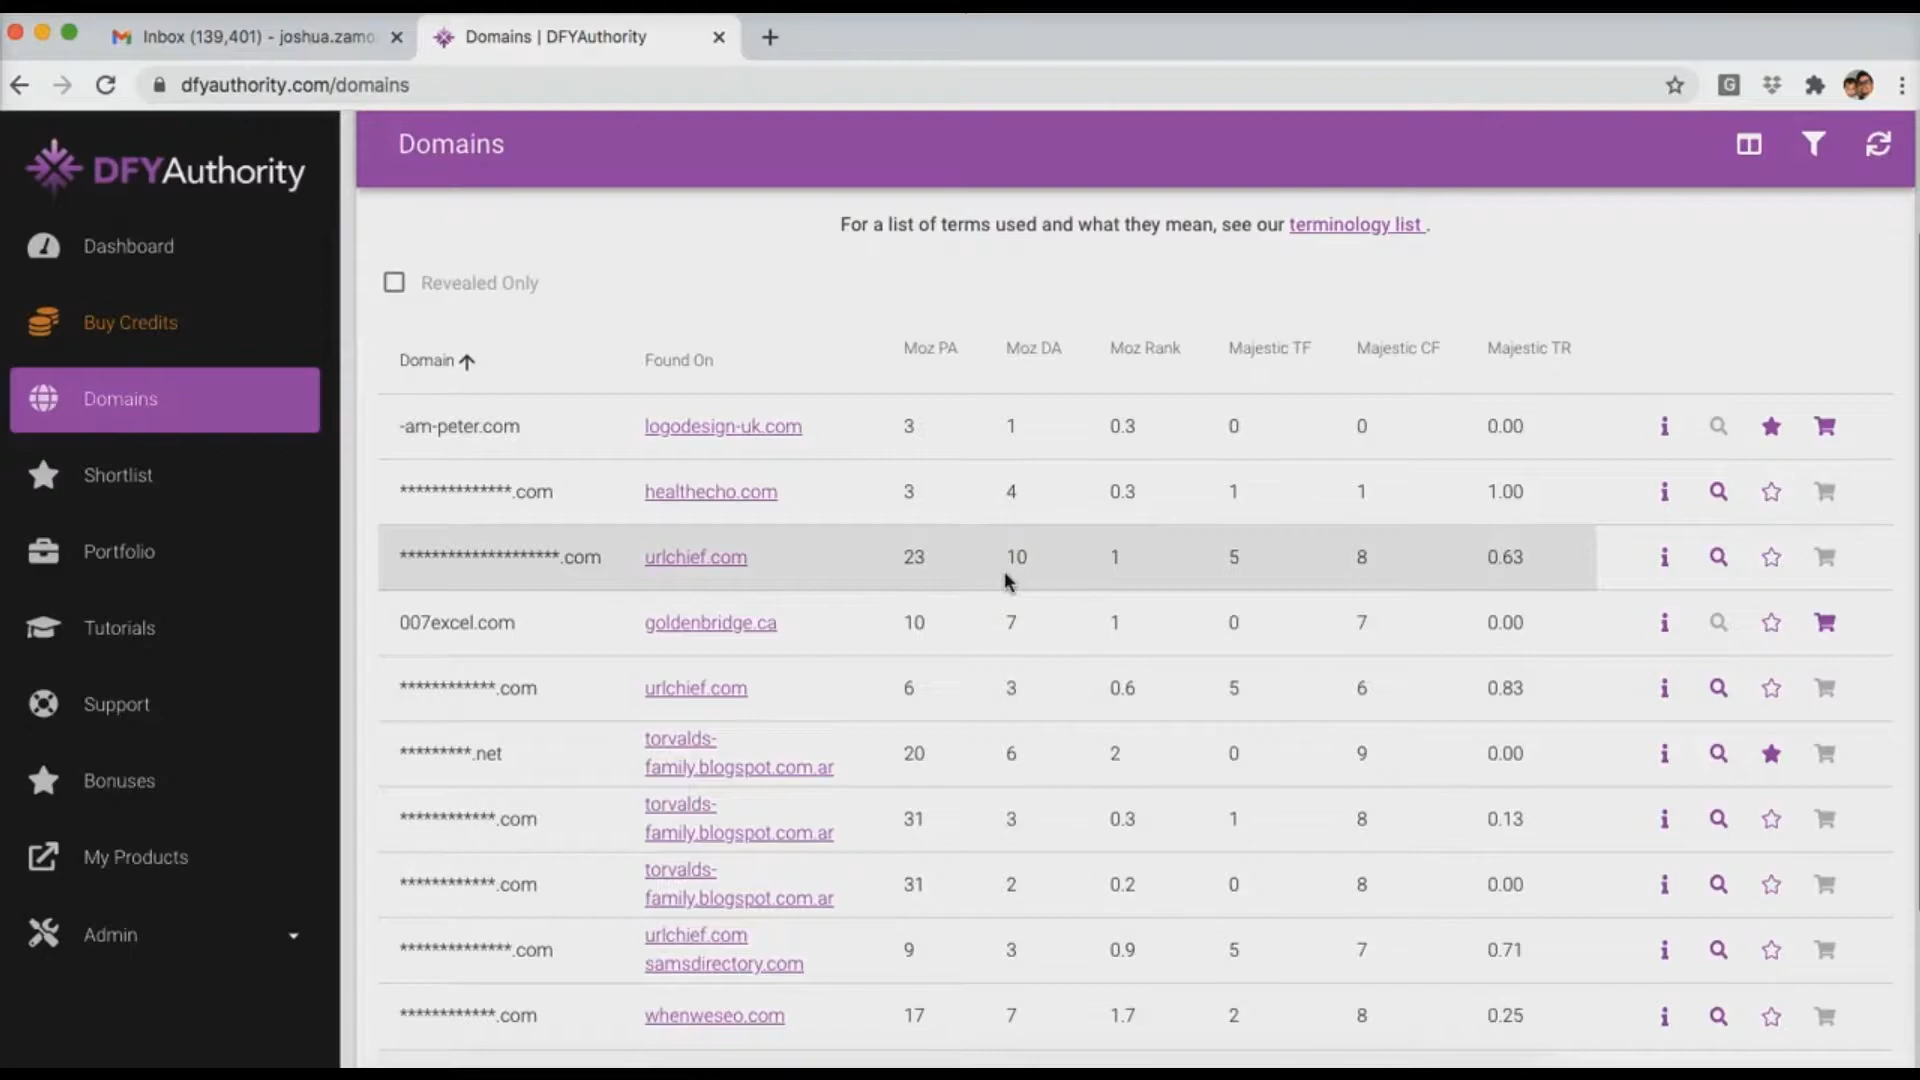 Inbox (139,401) - joshua.zamo
Domains | DFYAuthority
dfyauthority.com/domains
G
DFYAuthority
Dashboard
Buy Credits
Domains
Shortlist
Portfolio
Tutorials
Support
Bonuses
My Products
Admin
Domains
For a list of terms used and what they mean, see our terminology list .
Revealed Only
Domain Found On Moz PA Moz DA Moz Rank Majestic TF Majestic CF Majestic TR
-am-peter.com logodesign-uk.com 3 1 0.3 0 0 0.00
**************.com healthecho.com 3 4 0.3 1 1 1.00
********************.com urlchief.com 23 10 1 5 8 0.63
007excel.com goldenbridge.ca 10 7 1 0 7 0.00
************.com urlchief.com 6 3 0.6 5 6 0.83
*********.net torvalds-
family.blogspot.com.ar 20 6 2 0 9 0.00
************.com torvalds-
family.blogspot.com.ar 31 3 0.3 1 8 0.13
************.com torvalds-
family.blogspot.com.ar 31 2 0.2 0 8 0.00
**************.com urlchief.com
samsdirectory.com 9 3 0.9 5 7 0.71
************.com whenweseo.com 17 7 1.7 2 8 0.25